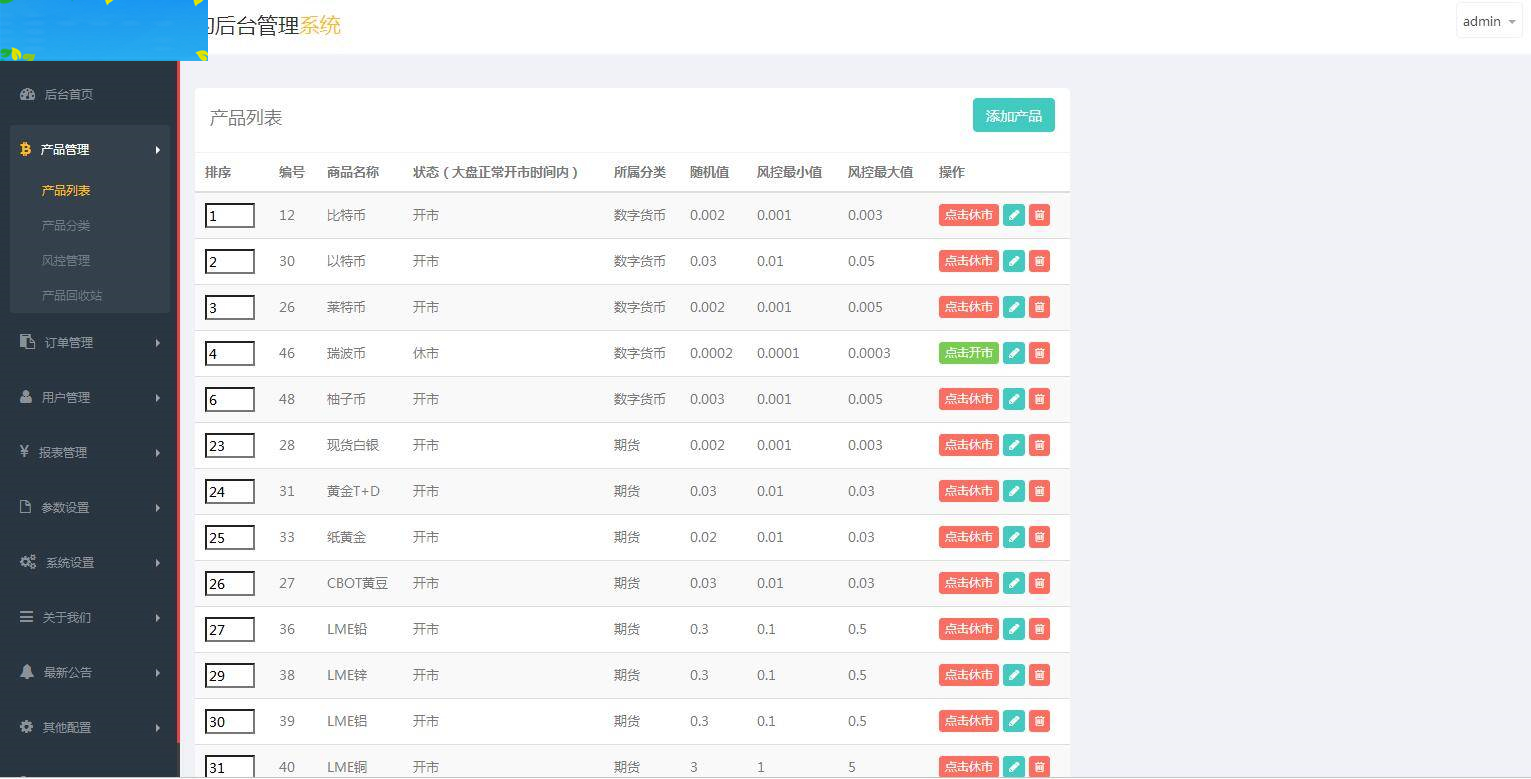 后台管理系统
admin
后台首页
产品管理
产品列表
产品分类
风控管理
产品回收站
订单管理
用户管理
报表管理
参数设置
系统设置
关于我们
最新公告
其他配置
产品列表
添加产品
排序 编号 商品名称 状态（大盘正常开市时间内） 所属分类 随机值 风控最小值 风控最大值 操作
1 12 比特币 开市 数字货币 0.002 0.001 0.003 点击休市
2 30 以特币 开市 数字货币 0.03 0.01 0.05 点击休市
3 26 莱特币 开市 数字货币 0.002 0.001 0.005 点击休市
4 46 瑞波币 休市 数字货币 0.0002 0.0001 0.0003 点击开市
6 48 柚子币 开市 数字货币 0.003 0.001 0.005 点击休市
23 28 现货白银 开市 期货 0.002 0.001 0.003 点击休市
24 31 黄金T+D 开市 期货 0.03 0.01 0.03 点击休市
25 33 纸黄金 开市 期货 0.02 0.01 0.03 点击休市
26 27 CBOT黄豆 开市 期货 0.03 0.01 0.03 点击休市
27 36 LME铅 开市 期货 0.3 0.1 0.5 点击休市
29 38 LME锌 开市 期货 0.3 0.1 0.5 点击休市
30 39 LME铝 开市 期货 0.3 0.1 0.5 点击休市
31 40 LME铜 开市 期货 3 1 5 点击休市